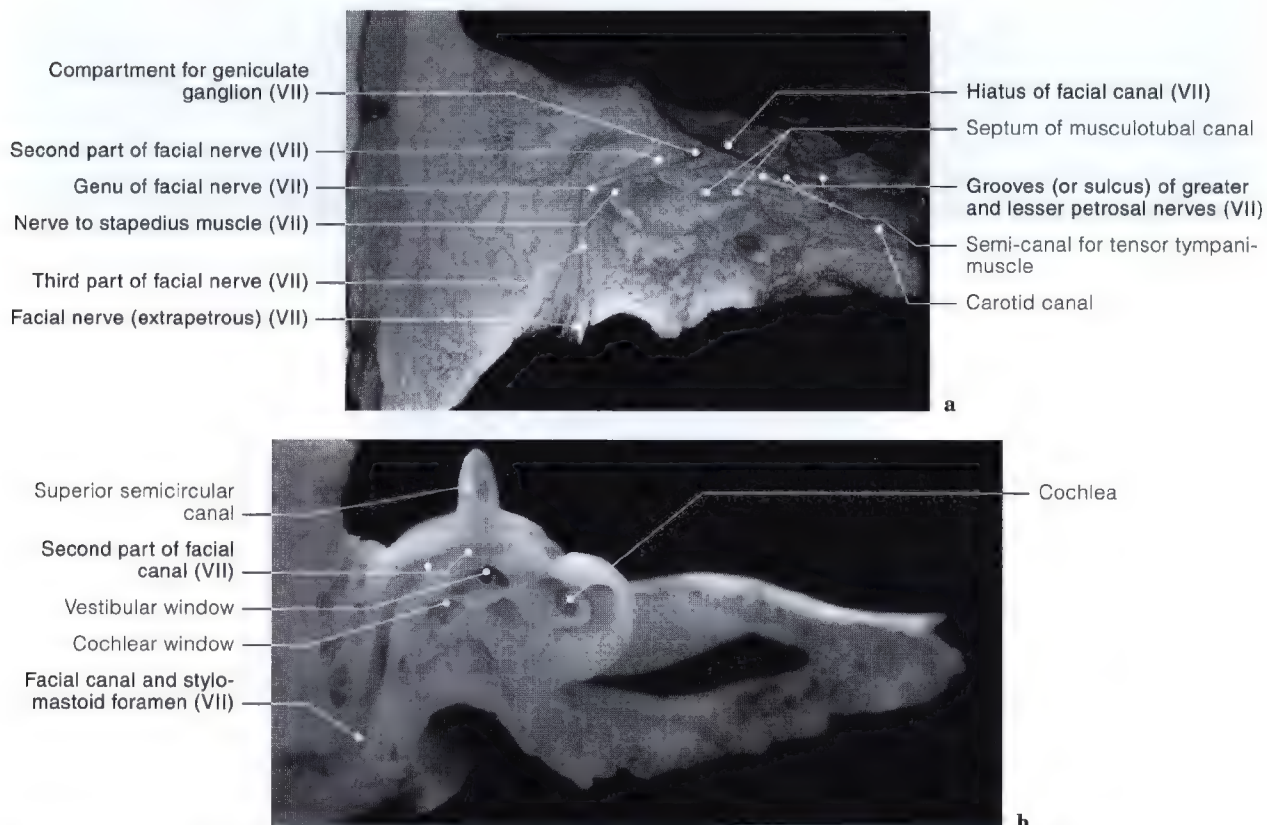 Compartment for geniculate
ganglion (VII)
Second part of facial nerve (VII)
Genu of facial nerve (VII)
Nerve to stapedius muscle (VII)
Third part of facial nerve (VII)
Facial nerve (extrapetrous) (VII)
Hiatus of facial canal (VII)
Septum of musculotubal canal
Grooves (or sulcus) of greater
and lesser petrosal nerves (VII)
Semi-canal for tensor tympani-
muscle
Carotid canal
a
Superior semicircular
canal
Second part of facial
canal (VII)
Vestibular window
Cochlear window
Facial canal and stylo-
mastoid foramen (VII)
Cochlea
b